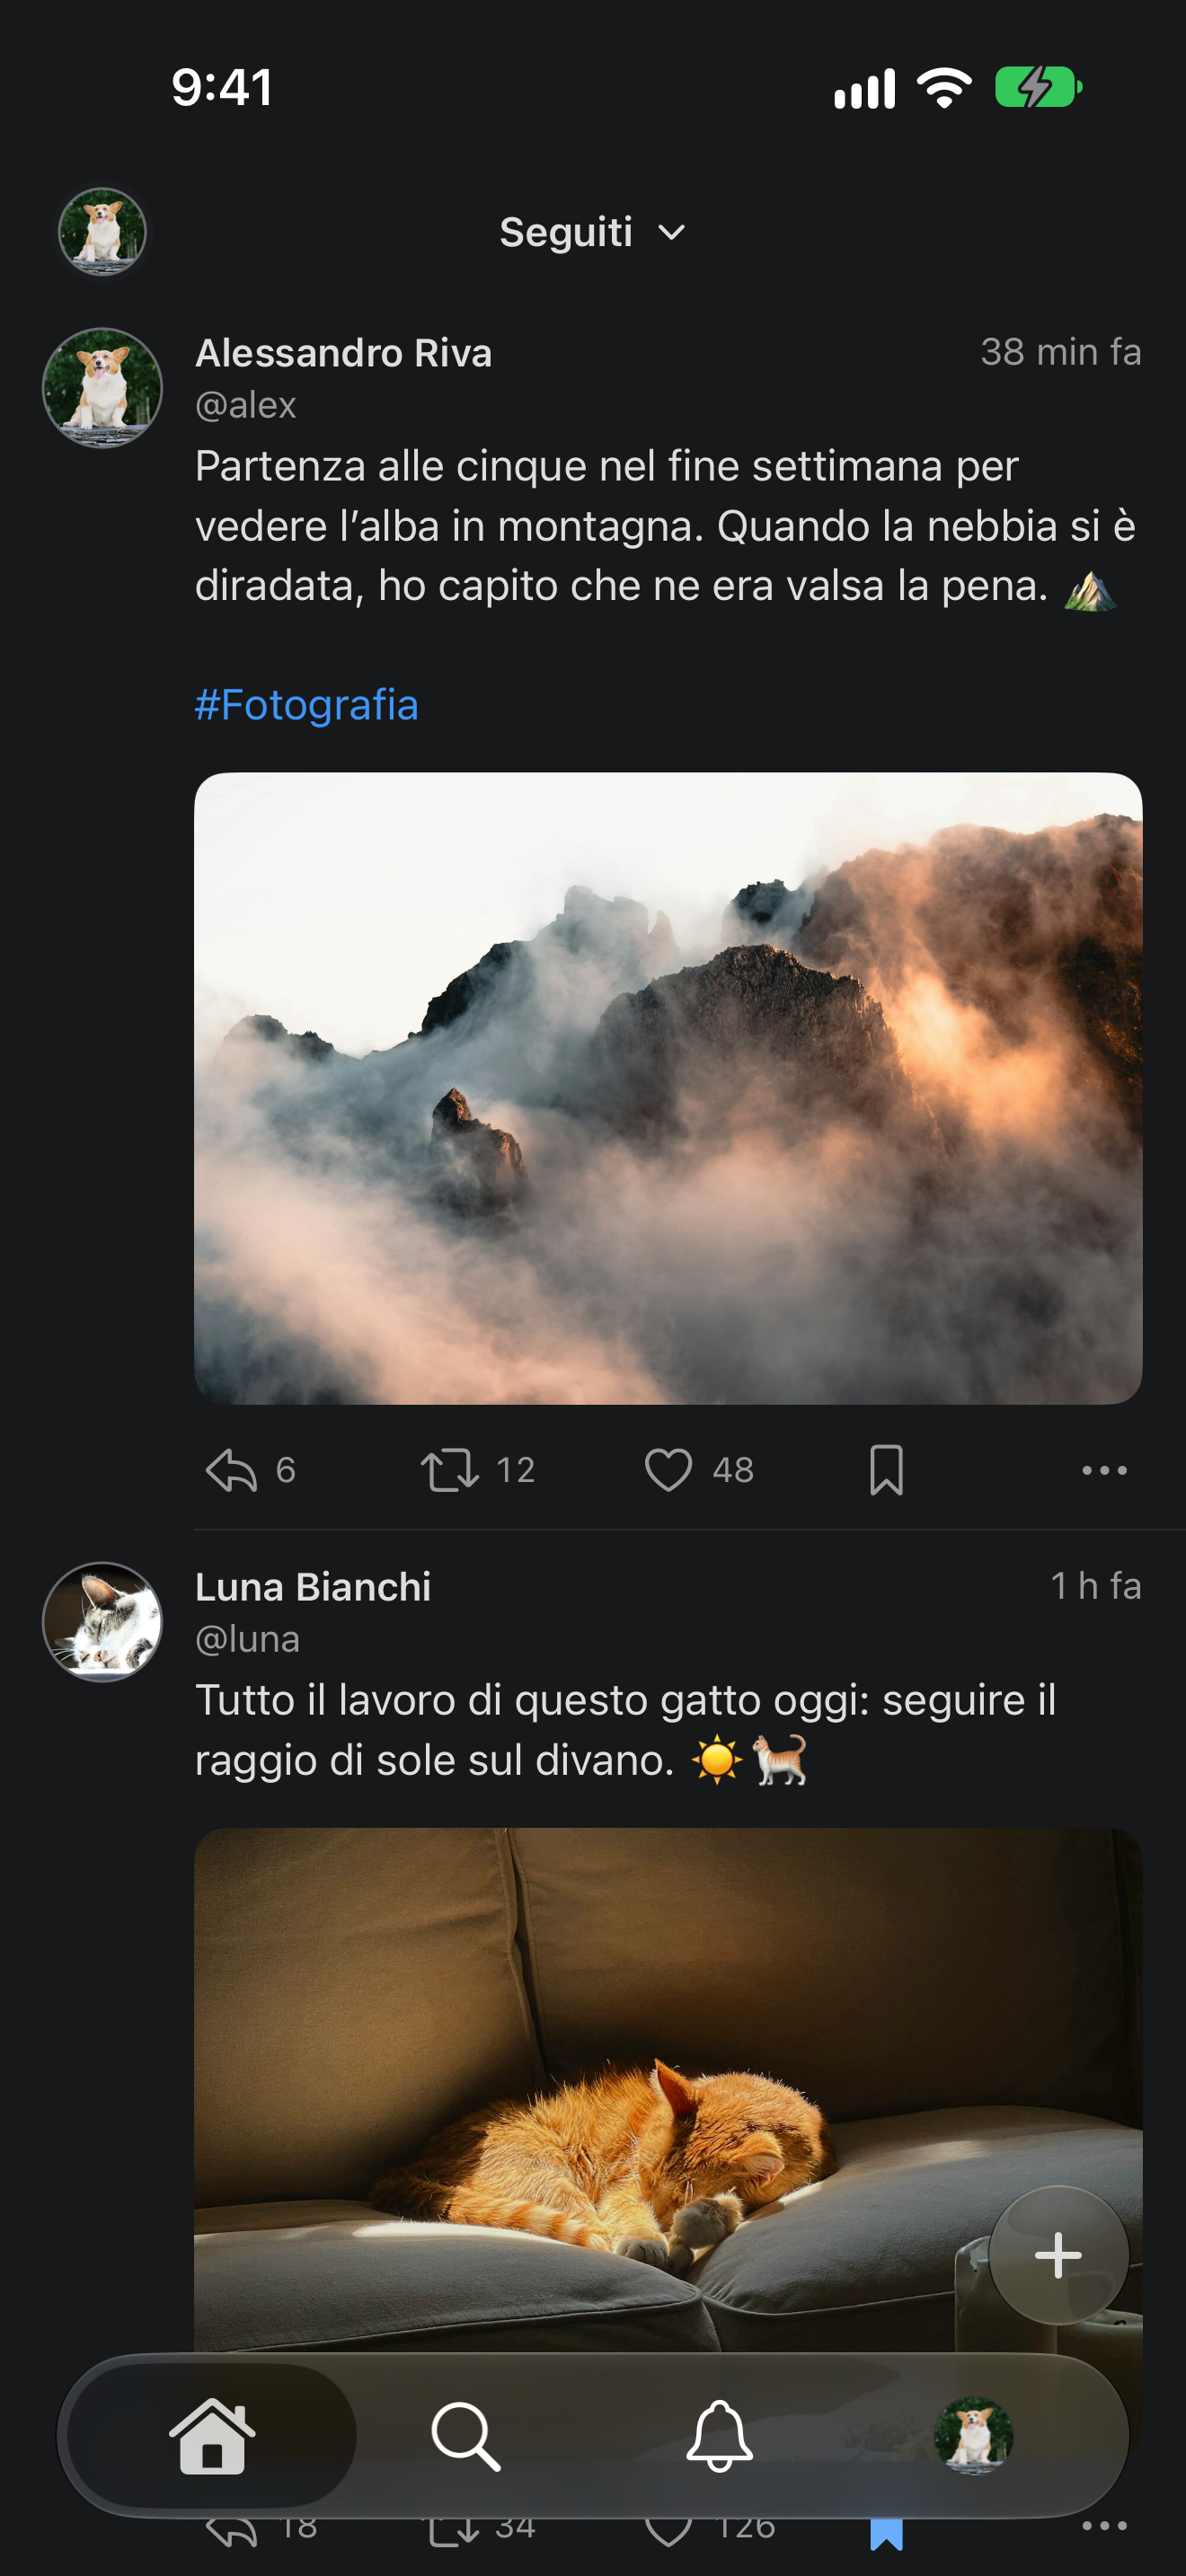 9:41
Seguiti
Alessandro Riva
38 min fa
@alex
Partenza alle cinque nel fine settimana per
vedere l’alba in montagna. Quando la nebbia si è
diradata, ho capito che ne era valsa la pena. ⛰️
#Fotografia
6
12
48
Luna Bianchi
1 h fa
@luna
Tutto il lavoro di questo gatto oggi: seguire il
raggio di sole sul divano. ☀️🐈
18
34
126